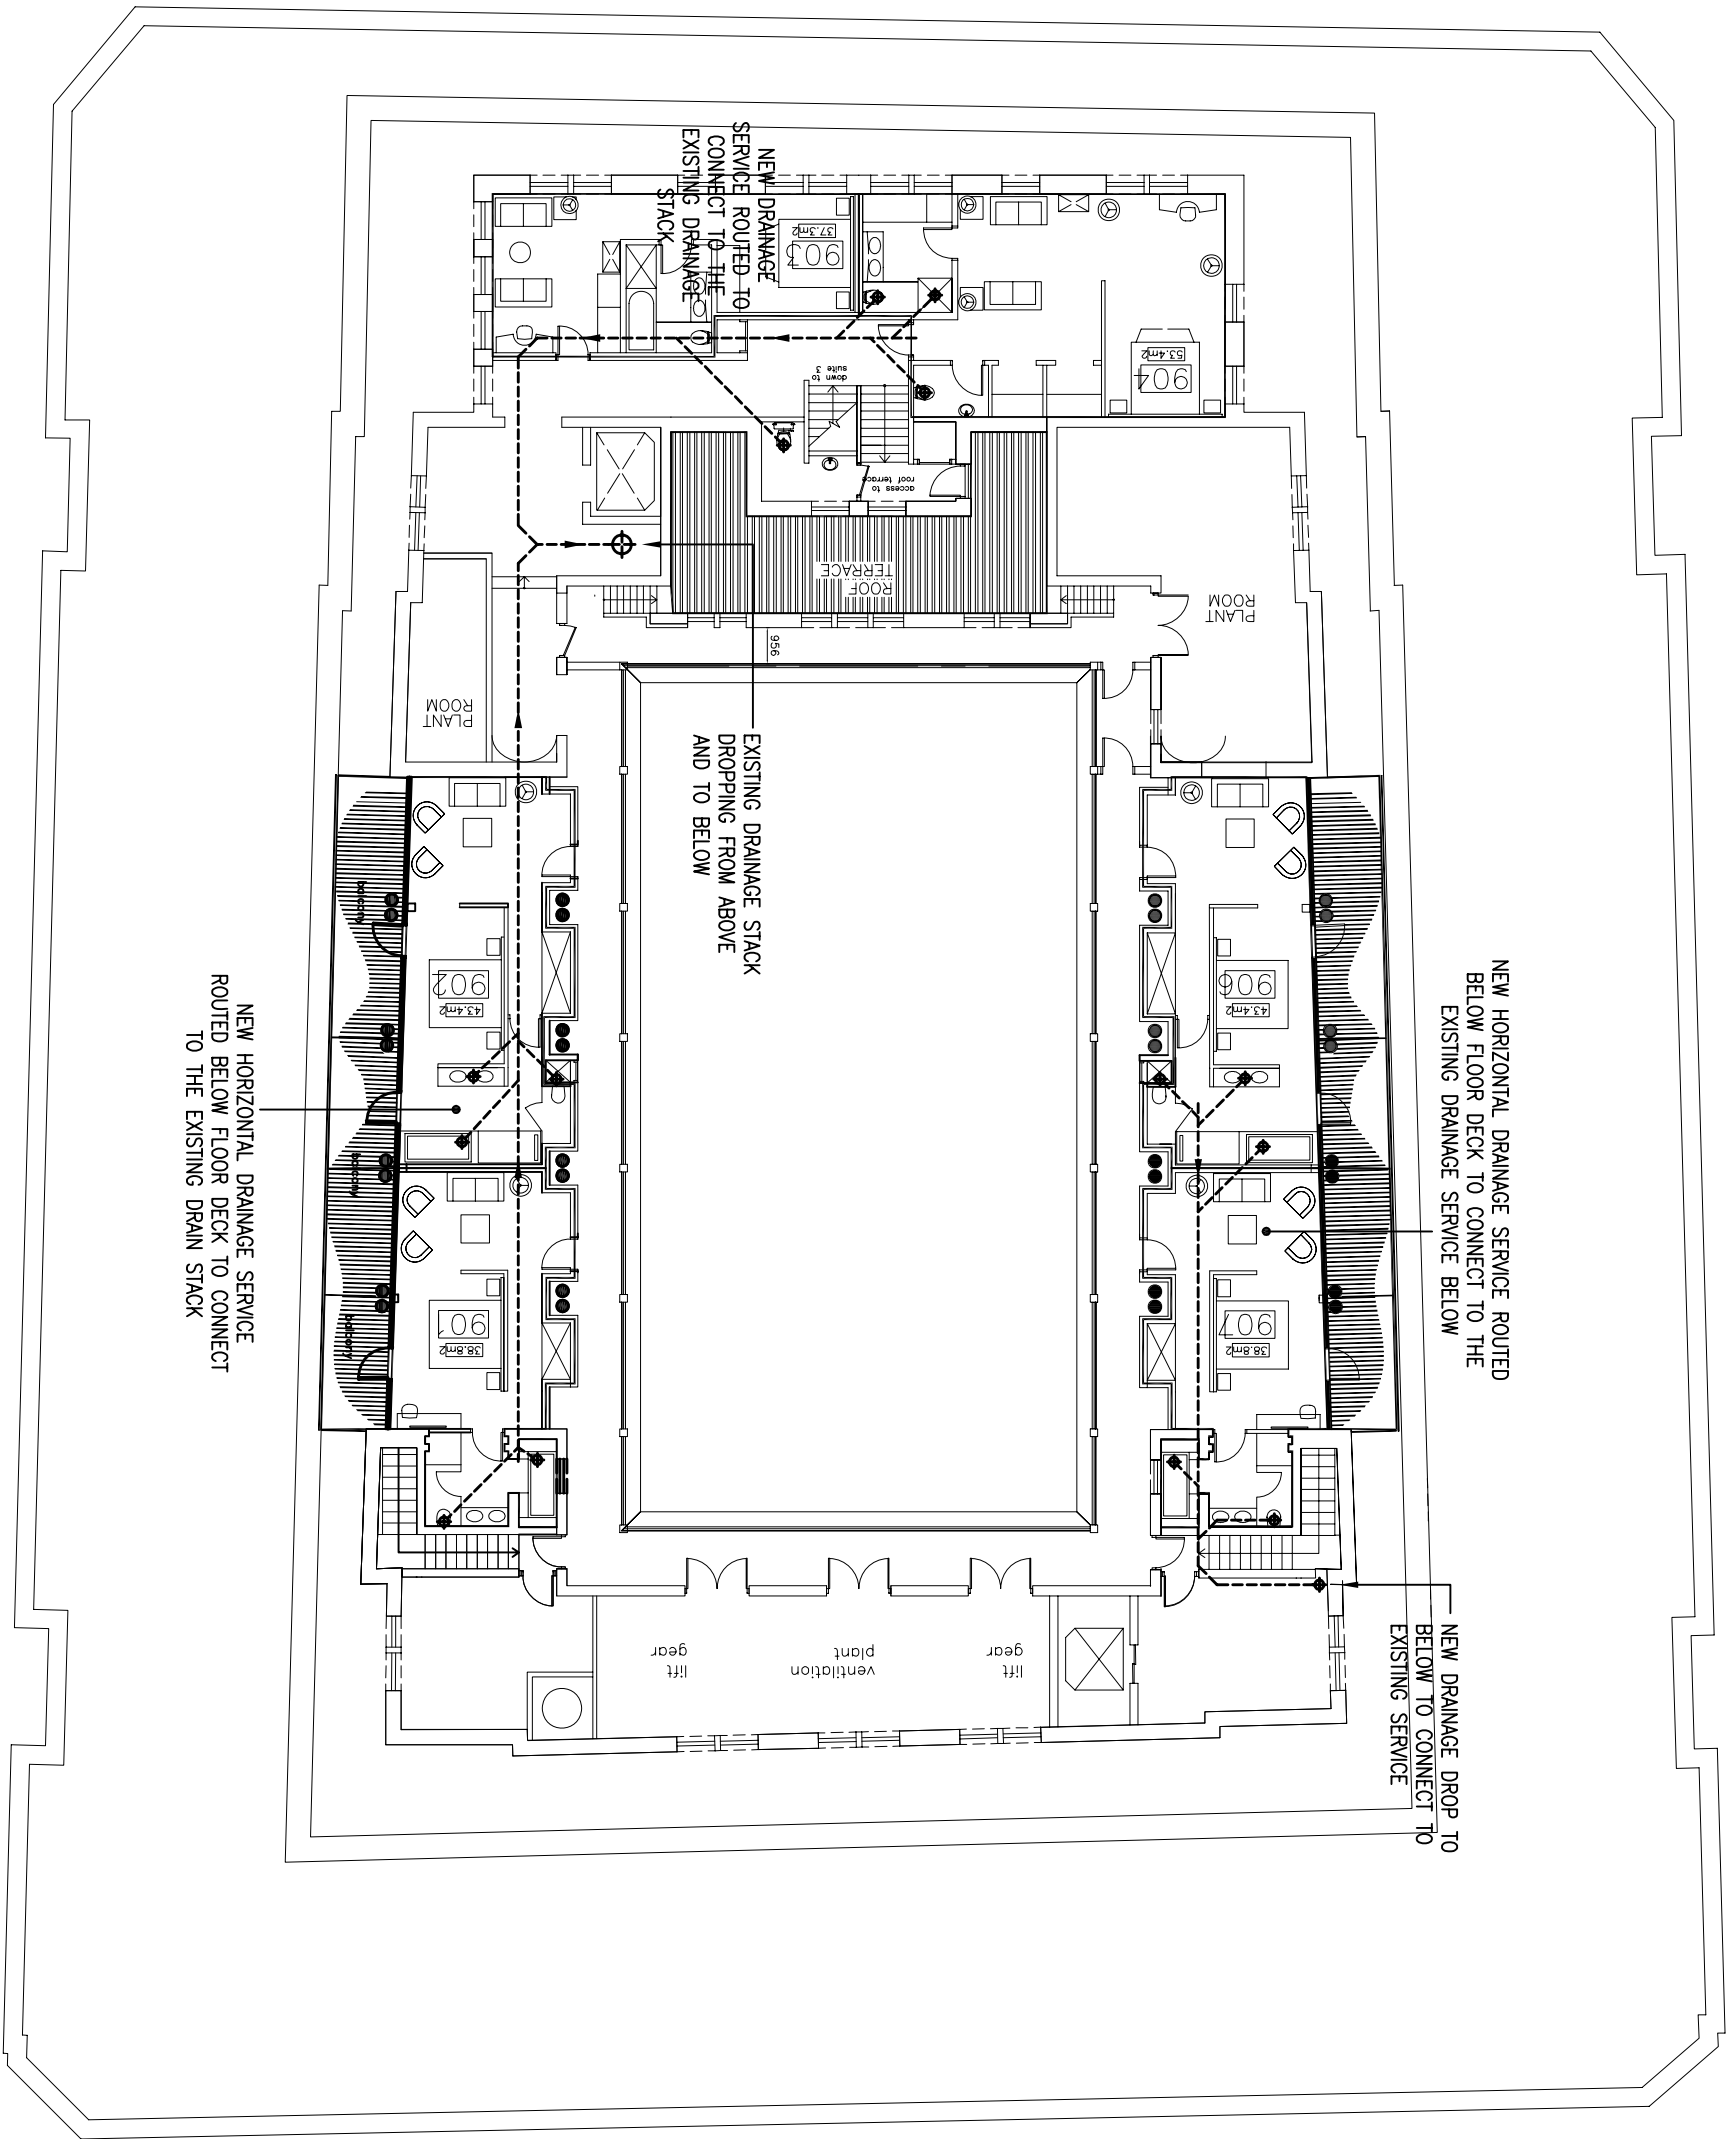 NEW DRAINAGE
SERVICE ROUTED TO
CONNECT TO THE
EXISTING DRAINAGE
STACK
903
37.3m2
904
53.4m2
down to
suite 3
access to
roof terrace
ROOF
TERRACE
PLANT
ROOM
956
PLANT
ROOM
EXISTING DRAINAGE STACK
DROPPING FROM ABOVE
AND TO BELOW
balcony
902
43.4m2
906
43.4m2
NEW HORIZONTAL DRAINAGE SERVICE ROUTED
BELOW FLOOR DECK TO CONNECT TO THE
EXISTING DRAINAGE SERVICE BELOW
NEW HORIZONTAL DRAINAGE SERVICE
ROUTED BELOW FLOOR DECK TO CONNECT
TO THE EXISTING DRAIN STACK
balcony
balcony
901
38.8m2
907
38.8m2
lift
gear
ventilation
plant
lift
gear
NEW DRAINAGE DROP TO
BELOW TO CONNECT TO
EXISTING SERVICE